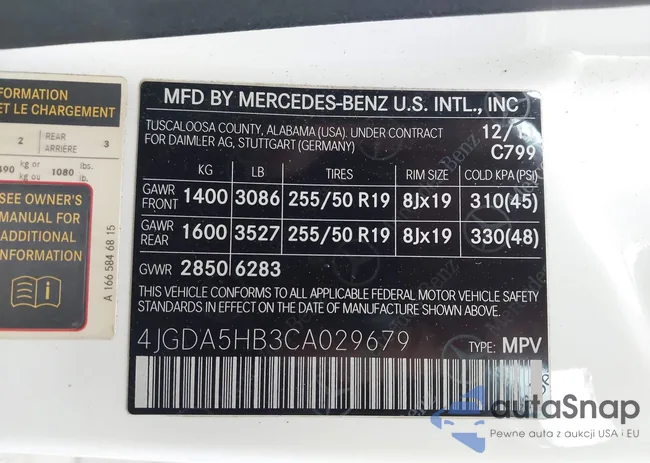 FORMATION
ET LE CHARGEMENT
2 REAR ARRIÈRE 3
490 kg or ou 1080 lbs. lb.
SEE OWNER'S
MANUAL FOR
ADDITIONAL
INFORMATION
A 166 584 68 15
MFD BY MERCEDES-BENZ U.S. INTL., INC
TUSCALOOSA COUNTY, ALABAMA (USA). UNDER CONTRACT
FOR DAIMLER AG, STUTTGART (GERMANY)
12/11
C799
KG LB TIRES RIM SIZE COLD KPA (PSI)
GAWR FRONT 1400 3086 255/50 R19 8Jx19 310(45)
GAWR REAR 1600 3527 255/50 R19 8Jx19 330(48)
GVWR 2850 6283
THIS VEHICLE CONFORMS TO ALL APPLICABLE FEDERAL MOTOR VEHICLE SAFETY
STANDARDS IN EFFECT ON THE DATE OF MANUFACTURE SHOWN ABOVE.
4JGDA5HB3CA029679 TYPE: MPV
autoSnap
Pewne auta z aukcji USA i EU